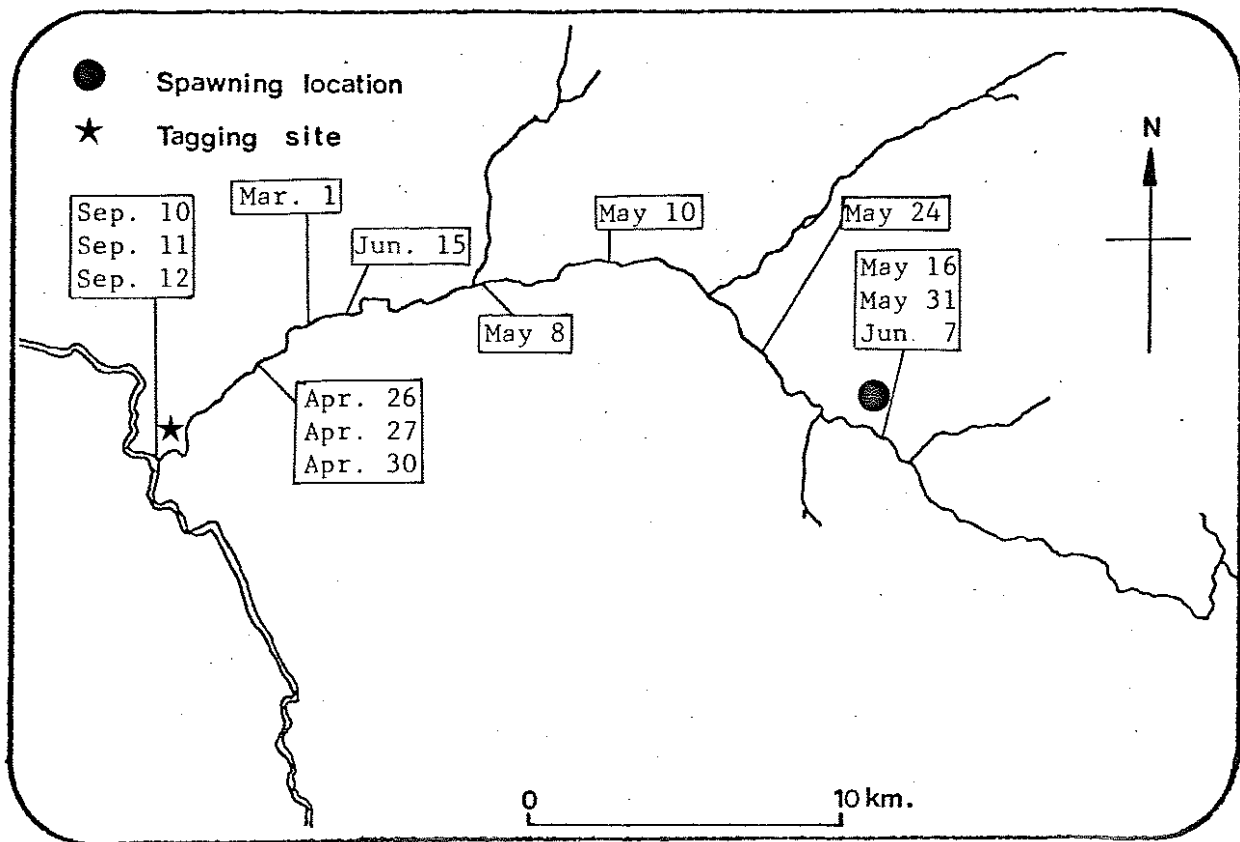 Spawning location
Tagging site
N
Sep. 10
Sep. 11
Sep. 12
Mar. 1
Jun. 15
May 10
May 24
May 16
May 31
Jun. 7
May 8
Apr. 26
Apr. 27
Apr. 30
0 10 km.